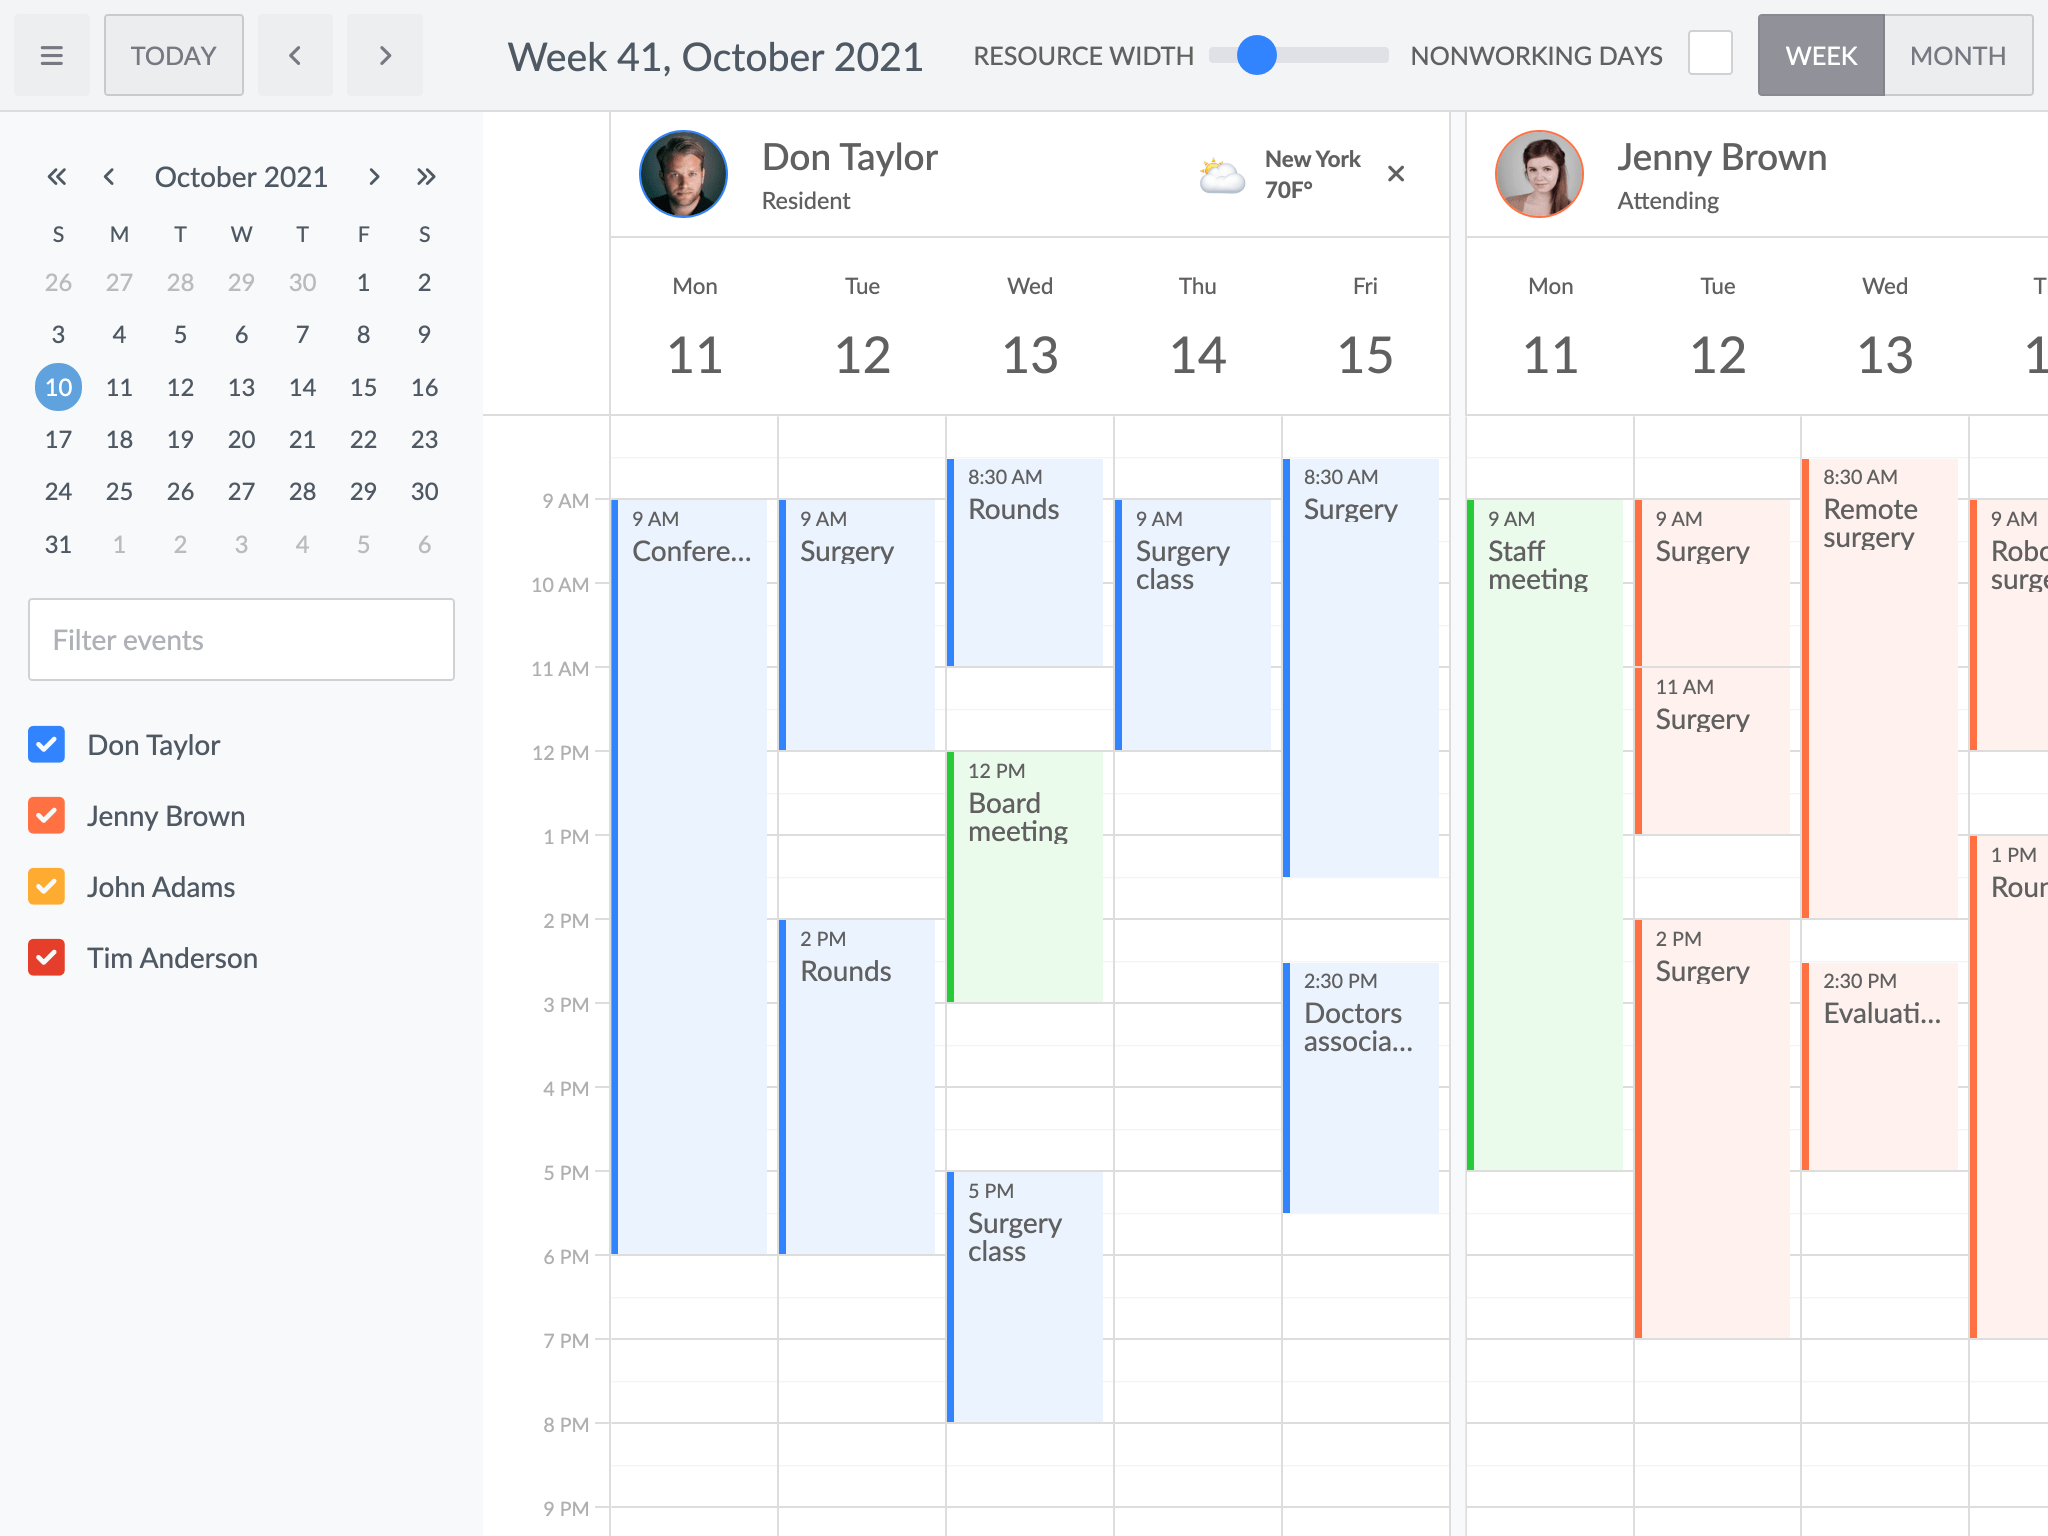 TODAY
Week 41, October 2021
RESOURCE WIDTH
NONWORKING DAYS
WEEK
MONTH
October 2021
S M T W T F S
26 27 28 29 30 1 2
3 4 5 6 7 8 9
10 11 12 13 14 15 16
17 18 19 20 21 22 23
24 25 26 27 28 29 30
31 1 2 3 4 5 6
Filter events
Don Taylor
Jenny Brown
John Adams
Tim Anderson
Don Taylor
Resident
New York
70F°
Jenny Brown
Attending
Mon Tue Wed Thu Fri
11 12 13 14 15
Mon Tue Wed
11 12 13
9 AM
10 AM
11 AM
12 PM
1 PM
2 PM
3 PM
4 PM
5 PM
6 PM
7 PM
8 PM
9 PM
9 AM
Confere...
9 AM
Surgery
2 PM
Rounds
8:30 AM
Rounds
12 PM
Board
meeting
5 PM
Surgery
class
9 AM
Surgery
class
8:30 AM
Surgery
2:30 PM
Doctors
associa...
9 AM
Staff
meeting
9 AM
Surgery
11 AM
Surgery
2 PM
Surgery
8:30 AM
Remote
surgery
2:30 PM
Evaluati...
9 AM
1 PM